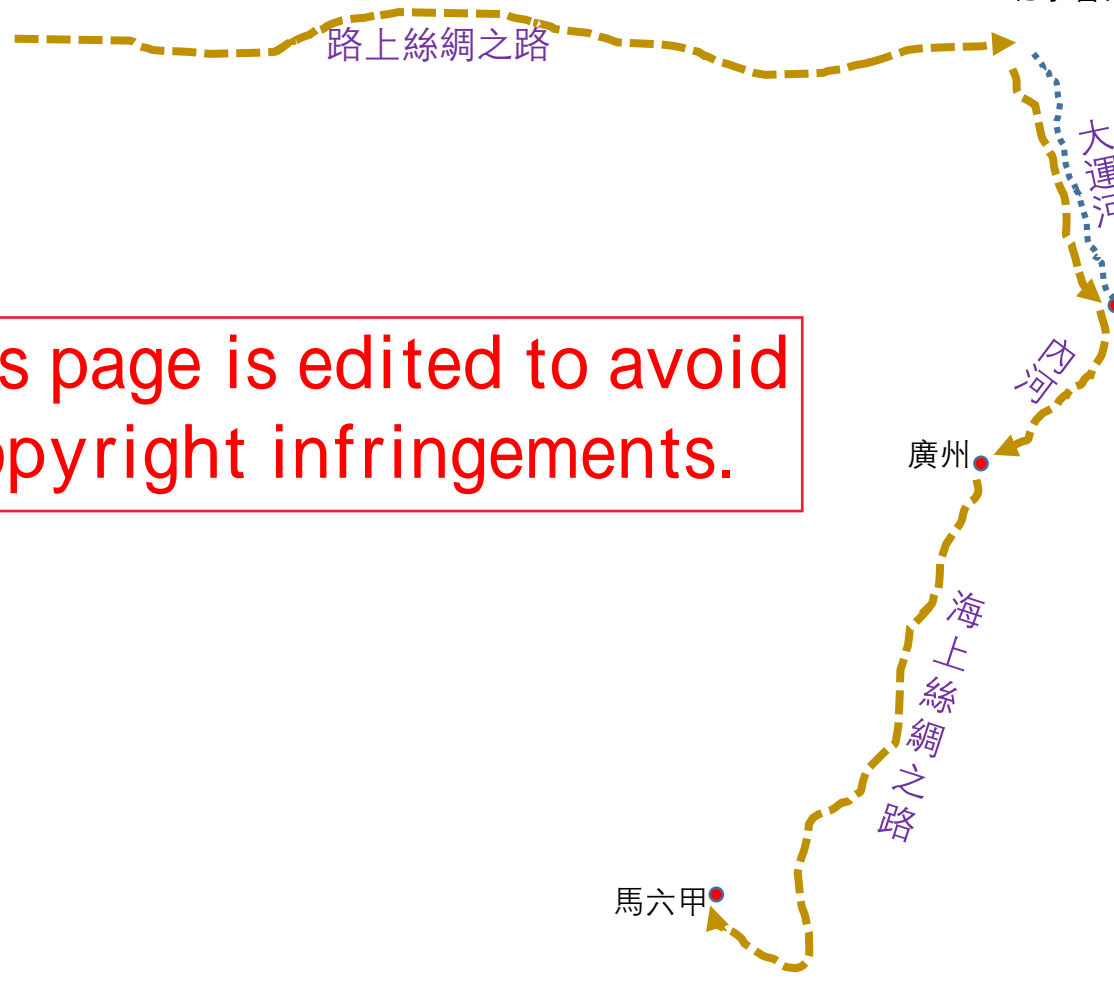 路上絲綢之路
大運河
s page is edited to avoid
pyright infringements.
內河
廣州
海上絲綢之路
馬六甲